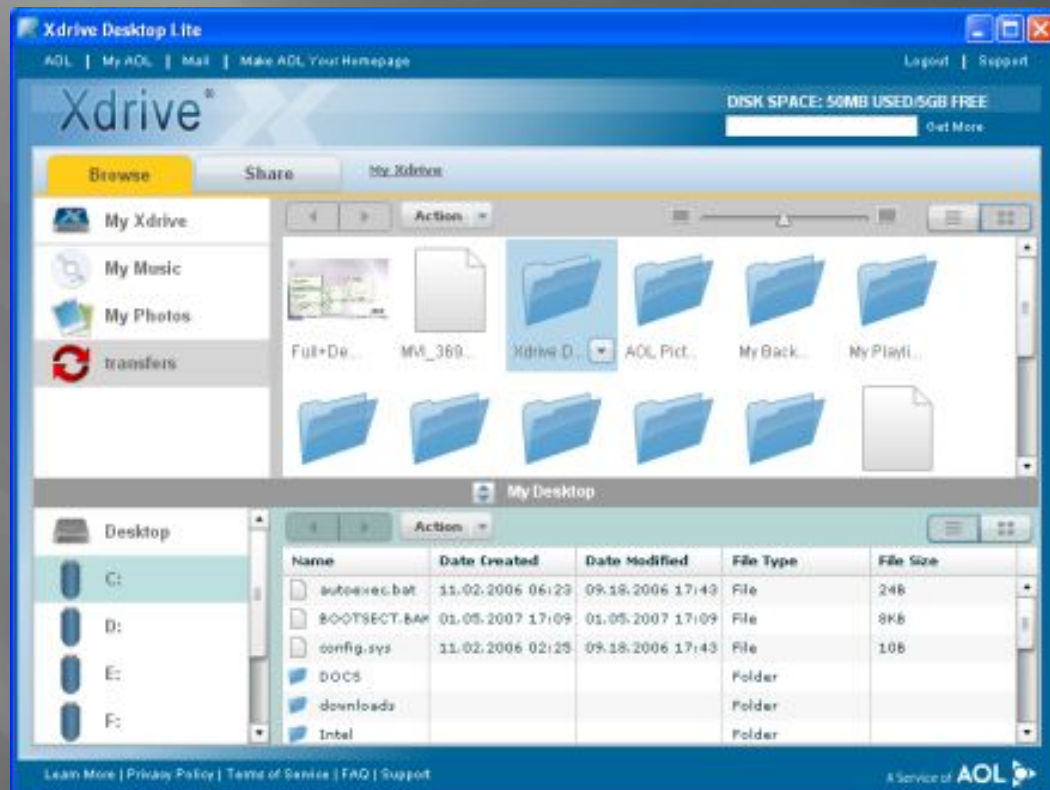 Xdrive Desktop Lite
AOL | My AOL | Mail | Make AOL Your Homepage
Logout | Support
Xdrive®
DISK SPACE: 50MB USED/5GB FREE
Get More
Browse
Share
My Xdrive
My Xdrive
My Music
My Photos
transfers
Action
Full+De...
MVI_369...
Xdrive D...
AOL Pict...
My Back...
My Playli...
My Desktop
Desktop
C:
D:
E:
F:
Action
Name Date Created Date Modified File Type File Size
autoexec.bat 11.02.2006 06:23 09.18.2006 17:43 File 24B
BOOTSECT.BAK 01.05.2007 17:09 01.05.2007 17:09 File 8KB
config.sys 11.02.2006 02:25 09.18.2006 17:43 File 10B
DOCS Folder
downloads Folder
Intel Folder
Learn More | Privacy Policy | Terms of Service | FAQ | Support
A Service of AOL